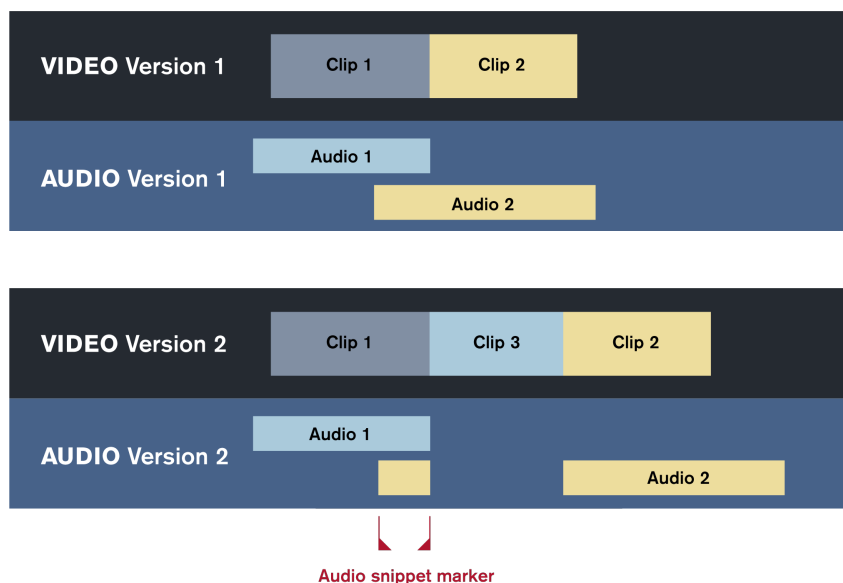 VIDEO Version 1
Clip 1
Clip 2
AUDIO Version 1
Audio 1
Audio 2
VIDEO Version 2
Clip 1
Clip 3
Clip 2
AUDIO Version 2
Audio 1
Audio 2
Audio snippet marker